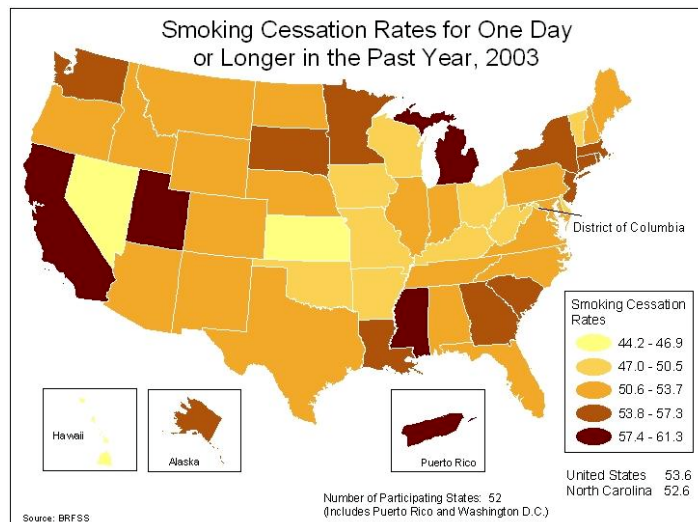 Smoking Cessation Rates for One Day
or Longer in the Past Year, 2003
District of Columbia
Smoking Cessation
Rates
44.2 - 46.9
47.0 - 50.5
50.6 - 53.7
53.8 - 57.3
57.4 - 61.3
Hawaii
Alaska
Puerto Rico
United States 53.6
North Carolina 52.6
Number of Participating States: 52
(Includes Puerto Rico and Washington D.C.)
Source: BRFSS